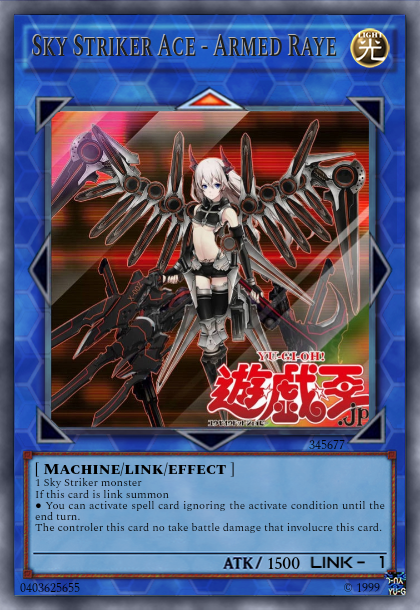 Sky Striker Ace - Armed Raye
LIGHT
光
YU-GI-OH!
遊☆戯☆王
.jp
345677
[ Machine/Link/Effect ]
1 Sky Striker monster
If this card is link summon
● You can activate spell card ignoring the activate condition until the
end turn.
The controler this card no take battle damage that involucre this card.
ATK/ 1500 LINK- 1
0403625655 © 1999